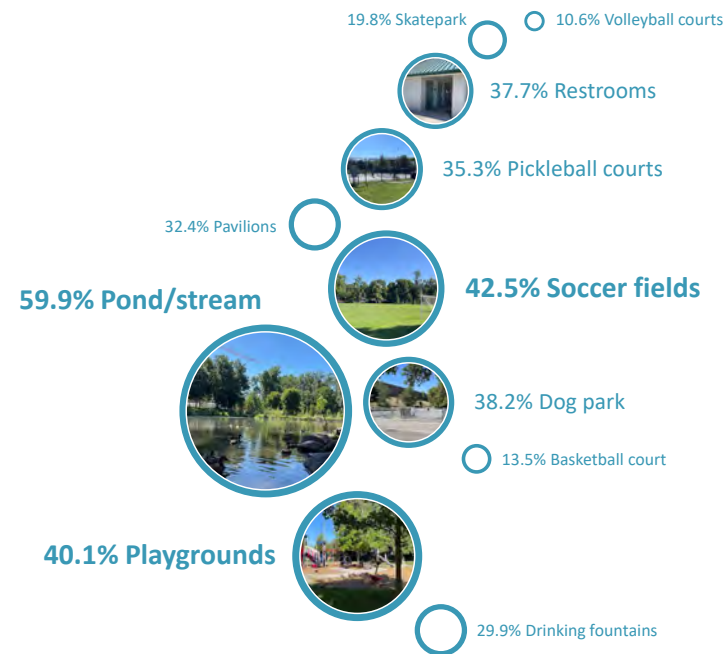 19.8% Skatepark
10.6% Volleyball courts
37.7% Restrooms
35.3% Pickleball courts
32.4% Pavilions
59.9% Pond/stream
42.5% Soccer fields
38.2% Dog park
13.5% Basketball court
40.1% Playgrounds
29.9% Drinking fountains